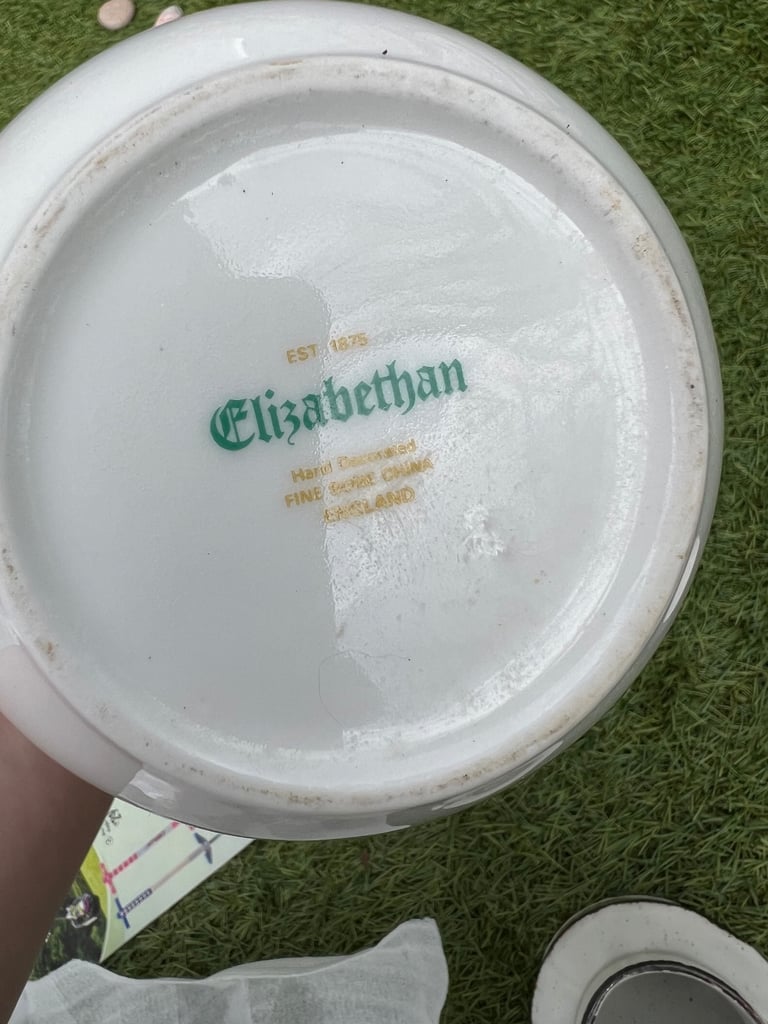 EST. 1875
Elizabethan
Hand Decorated
FINE BONE CHINA
ENGLAND